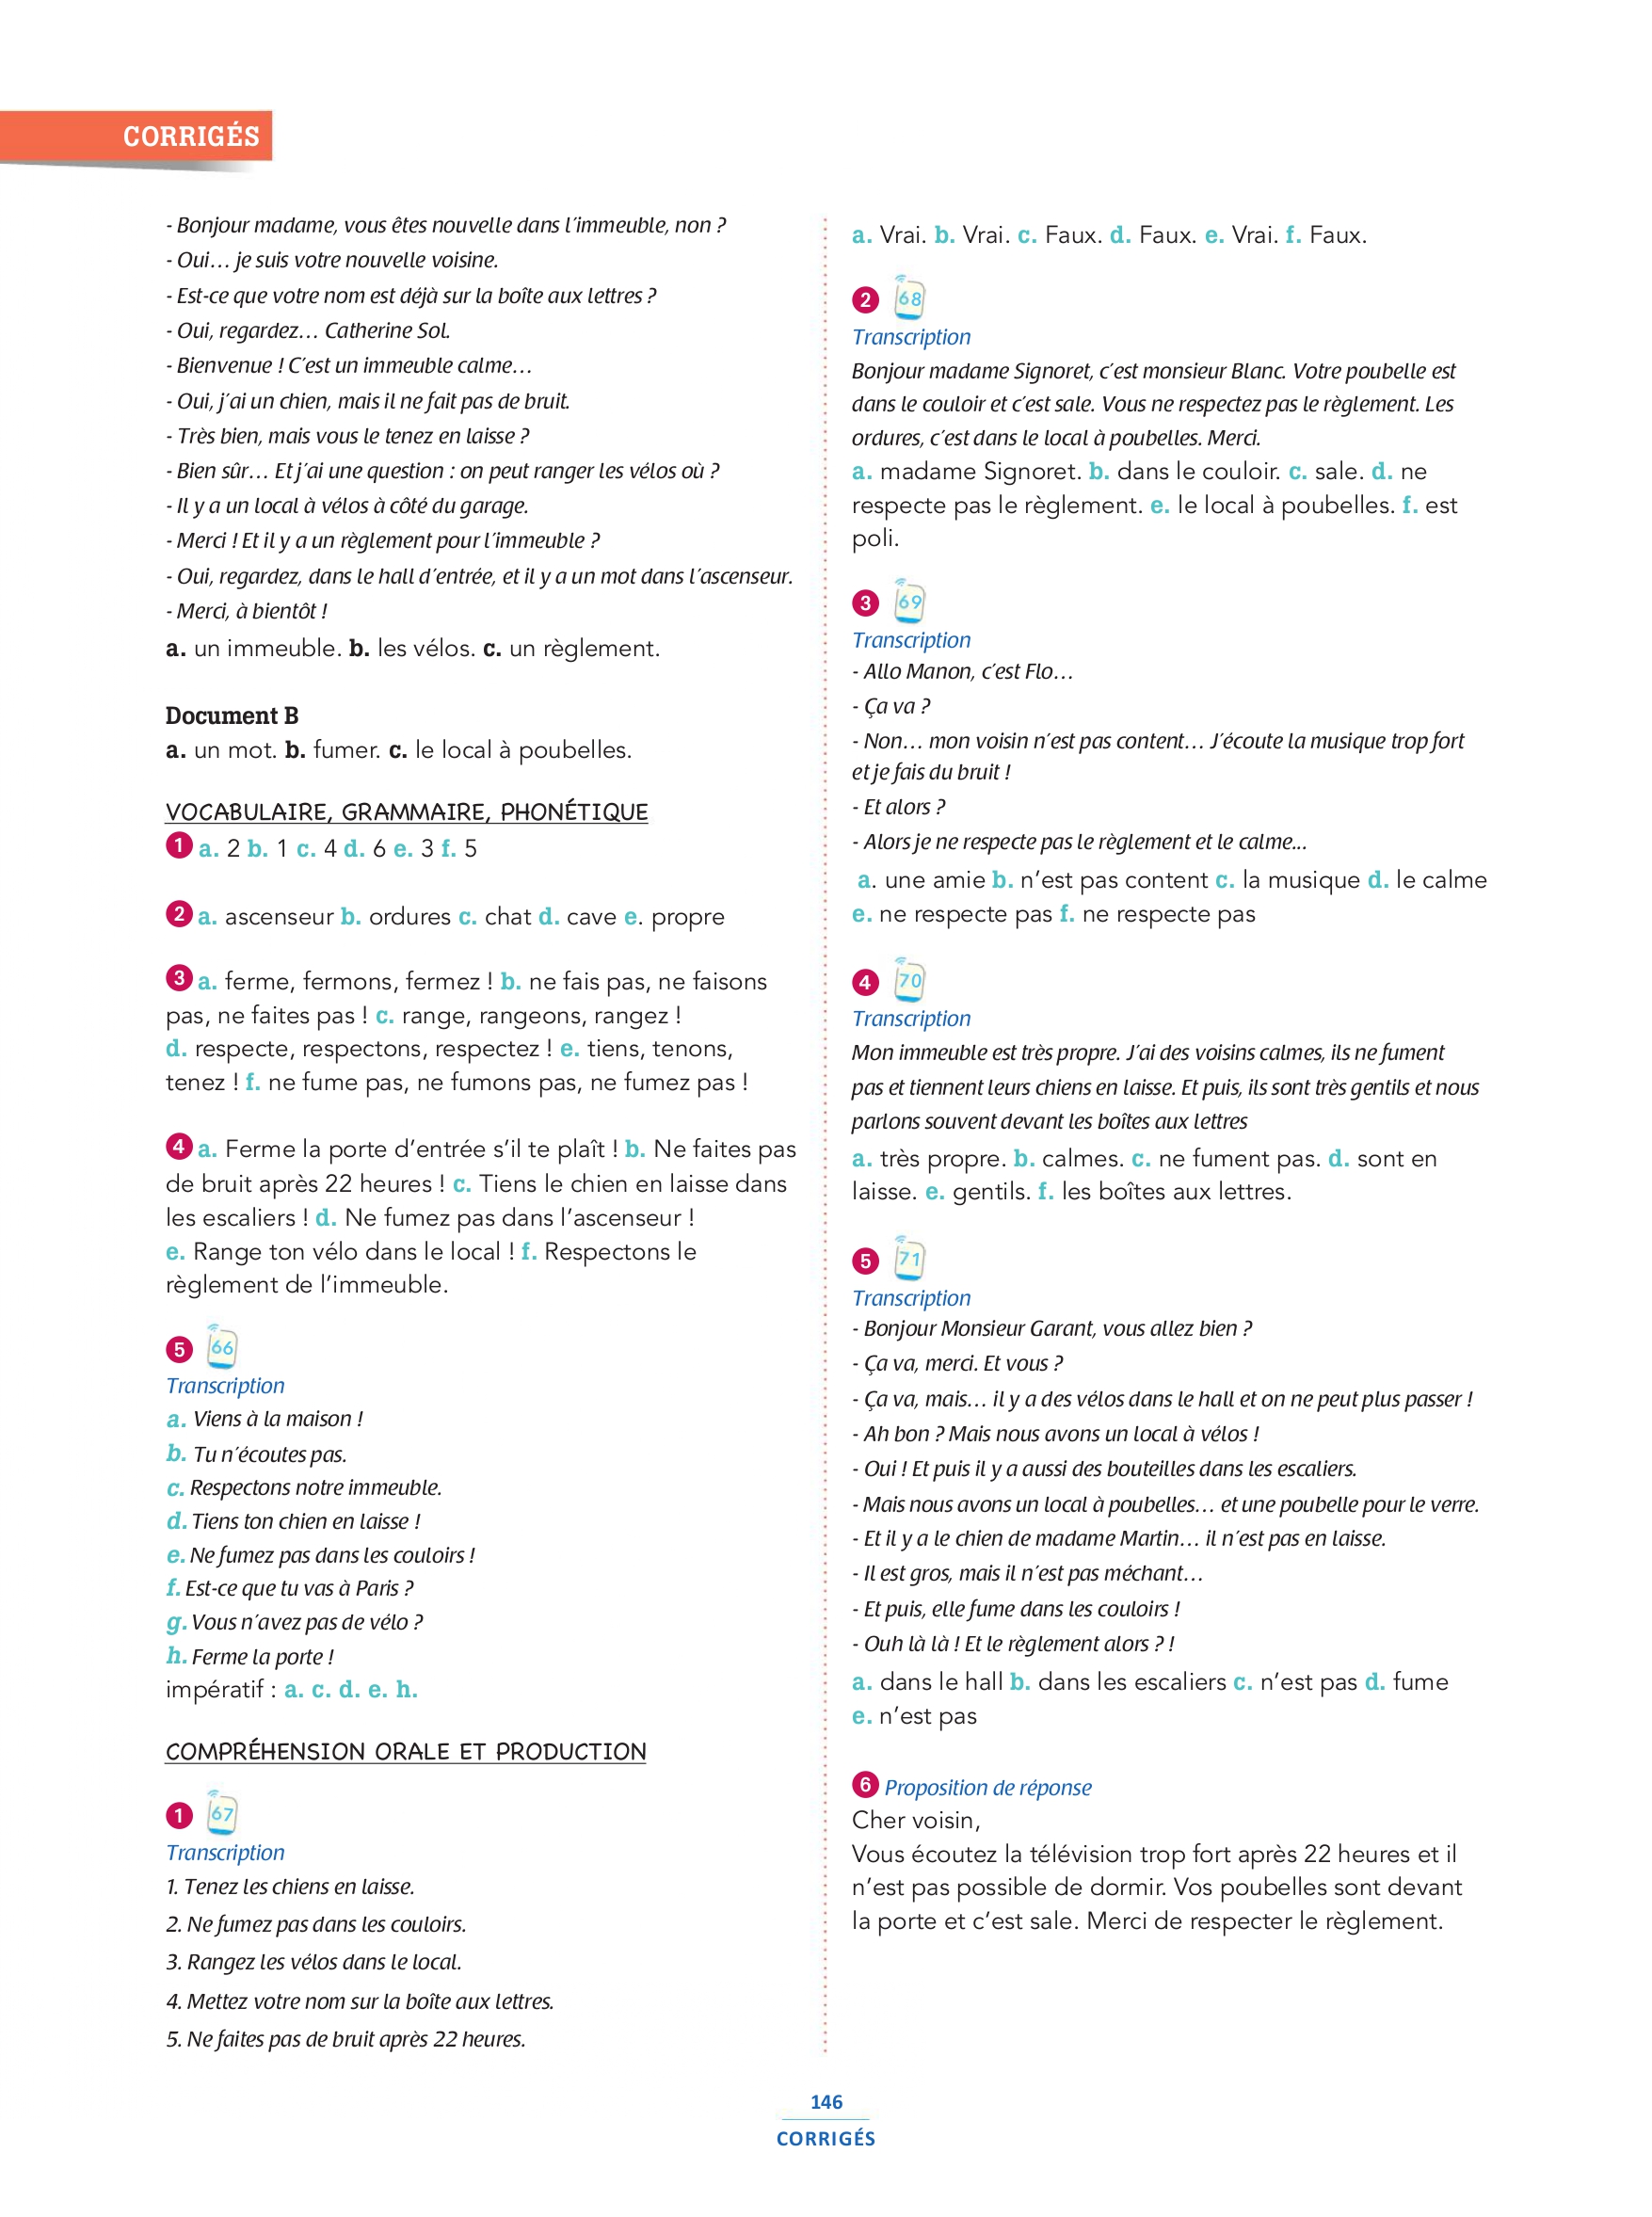 CORRIGÉS
- Bonjour madame, vous êtes nouvelle dans l'immeuble, non ?
- Oui… je suis votre nouvelle voisine.
- Est-ce que votre nom est déjà sur la boîte aux lettres ?
- Oui, regardez… Catherine Sol.
- Bienvenue ! C'est un immeuble calme…
- Oui, j'ai un chien, mais il ne fait pas de bruit.
- Très bien, mais vous le tenez en laisse ?
- Bien sûr… Et j'ai une question : on peut ranger les vélos où ?
- Il y a un local à vélos à côté du garage.
- Merci ! Et il y a un règlement pour l'immeuble ?
- Oui, regardez, dans le hall d'entrée, et il y a un mot dans l'ascenseur.
- Merci, à bientôt !
a. un immeuble. b. les vélos. c. un règlement.
Document B
a. un mot. b. fumer. c. le local à poubelles.
VOCABULAIRE, GRAMMAIRE, PHONÉTIQUE
1 a. 2 b. 1 c. 4 d. 6 e. 3 f. 5
2 a. ascenseur b. ordures c. chat d. cave e. propre
3 a. ferme, fermons, fermez ! b. ne fais pas, ne faisons
pas, ne faites pas ! c. range, rangeons, rangez !
d. respecte, respectons, respectez ! e. tiens, tenons,
tenez ! f. ne fume pas, ne fumons pas, ne fumez pas !
4 a. Ferme la porte d'entrée s'il te plaît ! b. Ne faites pas
de bruit après 22 heures ! c. Tiens le chien en laisse dans
les escaliers ! d. Ne fumez pas dans l'ascenseur !
e. Range ton vélo dans le local ! f. Respectons le
règlement de l'immeuble.
5 66
Transcription
a. Viens à la maison !
b. Tu n'écoutes pas.
c. Respectons notre immeuble.
d. Tiens ton chien en laisse !
e. Ne fumez pas dans les couloirs !
f. Est-ce que tu vas à Paris ?
g. Vous n'avez pas de vélo ?
h. Ferme la porte !
impératif : a. c. d. e. h.
COMPRÉHENSION ORALE ET PRODUCTION
1 67
Transcription
1. Tenez les chiens en laisse.
2. Ne fumez pas dans les couloirs.
3. Rangez les vélos dans le local.
4. Mettez votre nom sur la boîte aux lettres.
5. Ne faites pas de bruit après 22 heures.
a. Vrai. b. Vrai. c. Faux. d. Faux. e. Vrai. f. Faux.
2 68
Transcription
Bonjour madame Signoret, c'est monsieur Blanc. Votre poubelle est
dans le couloir et c'est sale. Vous ne respectez pas le règlement. Les
ordures, c'est dans le local à poubelles. Merci.
a. madame Signoret. b. dans le couloir. c. sale. d. ne
respecte pas le règlement. e. le local à poubelles. f. est
poli.
3 69
Transcription
- Allo Manon, c'est Flo…
- Ça va ?
- Non… mon voisin n'est pas content… J'écoute la musique trop fort
et je fais du bruit !
- Et alors ?
- Alors je ne respecte pas le règlement et le calme...
a. une amie b. n'est pas content c. la musique d. le calme
e. ne respecte pas f. ne respecte pas
4 70
Transcription
Mon immeuble est très propre. J'ai des voisins calmes, ils ne fument
pas et tiennent leurs chiens en laisse. Et puis, ils sont très gentils et nous
parlons souvent devant les boîtes aux lettres
a. très propre. b. calmes. c. ne fument pas. d. sont en
laisse. e. gentils. f. les boîtes aux lettres.
5 71
Transcription
- Bonjour Monsieur Garant, vous allez bien ?
- Ça va, merci. Et vous ?
- Ça va, mais… il y a des vélos dans le hall et on ne peut plus passer !
- Ah bon ? Mais nous avons un local à vélos !
- Oui ! Et puis il y a aussi des bouteilles dans les escaliers.
- Mais nous avons un local à poubelles… et une poubelle pour le verre.
- Et il y a le chien de madame Martin… il n'est pas en laisse.
- Il est gros, mais il n'est pas méchant…
- Et puis, elle fume dans les couloirs !
- Ouh là là ! Et le règlement alors ? !
a. dans le hall b. dans les escaliers c. n'est pas d. fume
e. n'est pas
6 Proposition de réponse
Cher voisin,
Vous écoutez la télévision trop fort après 22 heures et il
n'est pas possible de dormir. Vos poubelles sont devant
la porte et c'est sale. Merci de respecter le règlement.
146
CORRIGÉS